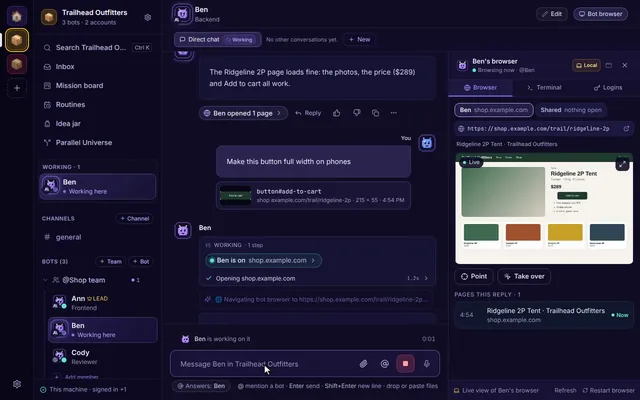 Trailhead Outfitters
3 bots · 2 accounts
Search Trailhead O... Ctrl K
Inbox
Mission board
Routines
Idea jar
Parallel Universe
WORKING · 1
Ben
Working here
CHANNELS
+ Channel
# general
BOTS (3)
+ Team
+ Bot
@Shop team
1
Ann LEAD
Frontend
Ben
Working here
Cody
Reviewer
Add member
This machine · signed in +1
Ben
Backend
Edit
Bot browser
Direct chat
Working
No other conversations yet.
+ New
The Ridgeline 2P page loads fine: the photos, the price ($289)
and Add to cart all work.
Ben opened 1 page >
Reply
You
Make this button full width on phones
button#add-to-cart
shop.example.com/trail/ridgeline-2p · 215 × 55 · 4:54 PM
Ben
WORKING · 1 step
Ben is on shop.example.com >
Opening shop.example.com
1.2s >
Navigating bot browser to https://shop.example.com/trail/ridgeline-2p...
Ben is working on it
0:01
Message Ben in Trailhead Outfitters
@ Answers: Ben
@ mention a bot · Enter send · Shift+Enter new line · drop or paste files
Ben's browser
Browsing now · @Ben
Local
Browser
Terminal
Logins
Ben shop.example.com
Shared nothing open
https://shop.example.com/trail/ridgeline-2p
Ridgeline 2P Tent · Trailhead Outfitters
Live
Ridgeline 2P Tent
$289
Point
Take over
PAGES THIS REPLY · 1
4:54
Ridgeline 2P Tent · Trailhead Outfitters
shop.example.com
Now
Live view of Ben's browser
Refresh
Restart browser